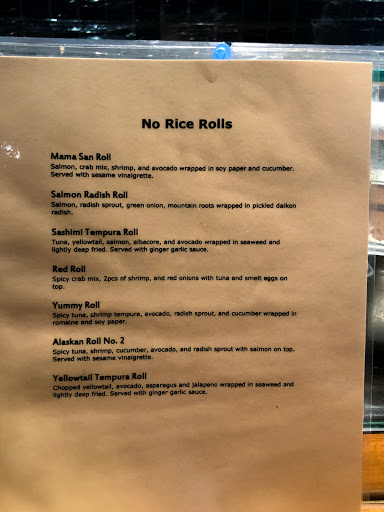 No Rice Rolls
Mama San Roll
Salmon, crab mix, shrimp, and avocado wrapped in soy paper and cucumber.
Served with sesame vinaigrette.
Salmon Radish Roll
Salmon, radish sprout, green onion, mountain roots wrapped in pickled daikon
radish.
Sashimi Tempura Roll
Tuna, yellowtail, salmon, albacore, and avocado wrapped in seaweed and
lightly deep fried. Served with ginger garlic sauce.
Red Roll
Spicy crab mix, 2pcs of shrimp, and red onions with tuna and smelt eggs on
top.
Yummy Roll
Spicy tuna, shrimp tempura, avocado, radish sprout, and cucumber wrapped in
romaine and soy paper.
Alaskan Roll No. 2
Spicy tuna, shrimp, cucumber, avocado, and radish sprout with salmon on top.
Served with sesame vinaigrette.
Yellowtail Tempura Roll
Chopped yellowtail, avocado, asparagus and jalapeno wrapped in seaweed and
lightly deep fried. Served with ginger garlic sauce.